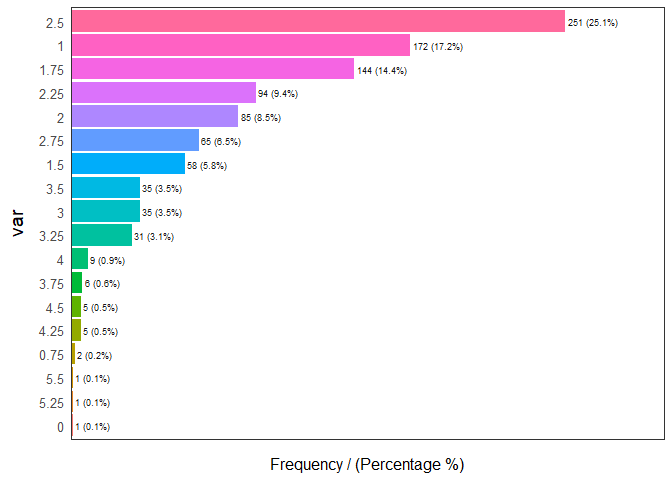 2.5 251 (25.1%)
1 172 (17.2%)
1.75 144 (14.4%)
2.25 94 (9.4%)
2 85 (8.5%)
2.75 65 (6.5%)
1.5 58 (5.8%)
3.5 35 (3.5%)
3 35 (3.5%)
3.25 31 (3.1%)
4 9 (0.9%)
3.75 6 (0.6%)
4.5 5 (0.5%)
4.25 5 (0.5%)
0.75 2 (0.2%)
5.5 1 (0.1%)
5.25 1 (0.1%)
0 1 (0.1%)
var
Frequency / (Percentage %)